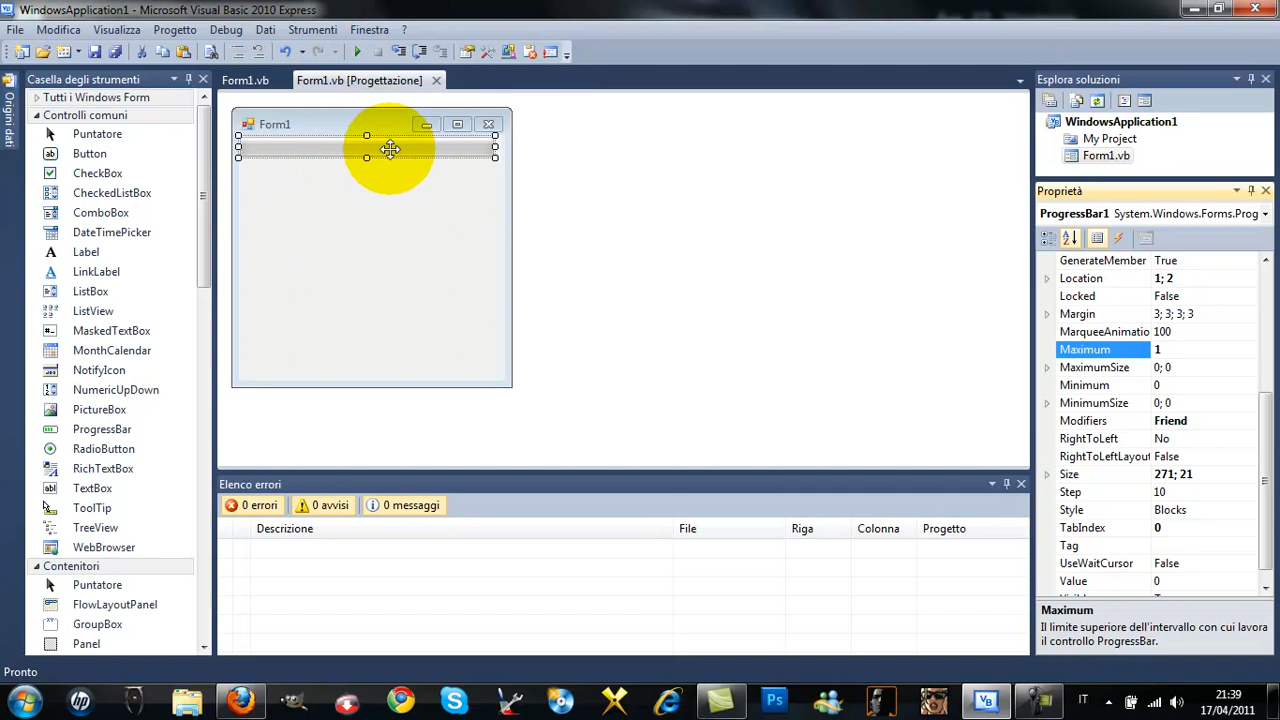 WindowsApplication1 - Microsoft Visual Basic 2010 Express
File Modifica Visualizza Progetto Debug Dati Strumenti Finestra ?
Origini dati
Casella degli strumenti
Tutti i Windows Form
Controlli comuni
Puntatore
Button
CheckBox
CheckedListBox
ComboBox
DateTimePicker
Label
LinkLabel
ListBox
ListView
MaskedTextBox
MonthCalendar
NotifyIcon
NumericUpDown
PictureBox
ProgressBar
RadioButton
RichTextBox
TextBox
ToolTip
TreeView
WebBrowser
Contenitori
Puntatore
FlowLayoutPanel
GroupBox
Panel
Form1.vb Form1.vb [Progettazione]
Form1
Elenco errori
0 errori 0 avvisi 0 messaggi
Descrizione File Riga Colonna Progetto
Esplora soluzioni
WindowsApplication1
My Project
Form1.vb
Proprietà
ProgressBar1 System.Windows.Forms.Prog
GenerateMember True
Location 1; 2
Locked False
Margin 3; 3; 3; 3
MarqueeAnimatio 100
Maximum 1
MaximumSize 0; 0
Minimum 0
MinimumSize 0; 0
Modifiers Friend
RightToLeft No
RightToLeftLayout False
Size 271; 21
Step 10
Style Blocks
TabIndex 0
Tag
UseWaitCursor False
Value 0
Maximum
Il limite superiore dell'intervallo con cui lavora
il controllo ProgressBar.
Pronto
IT
21:39
17/04/2011